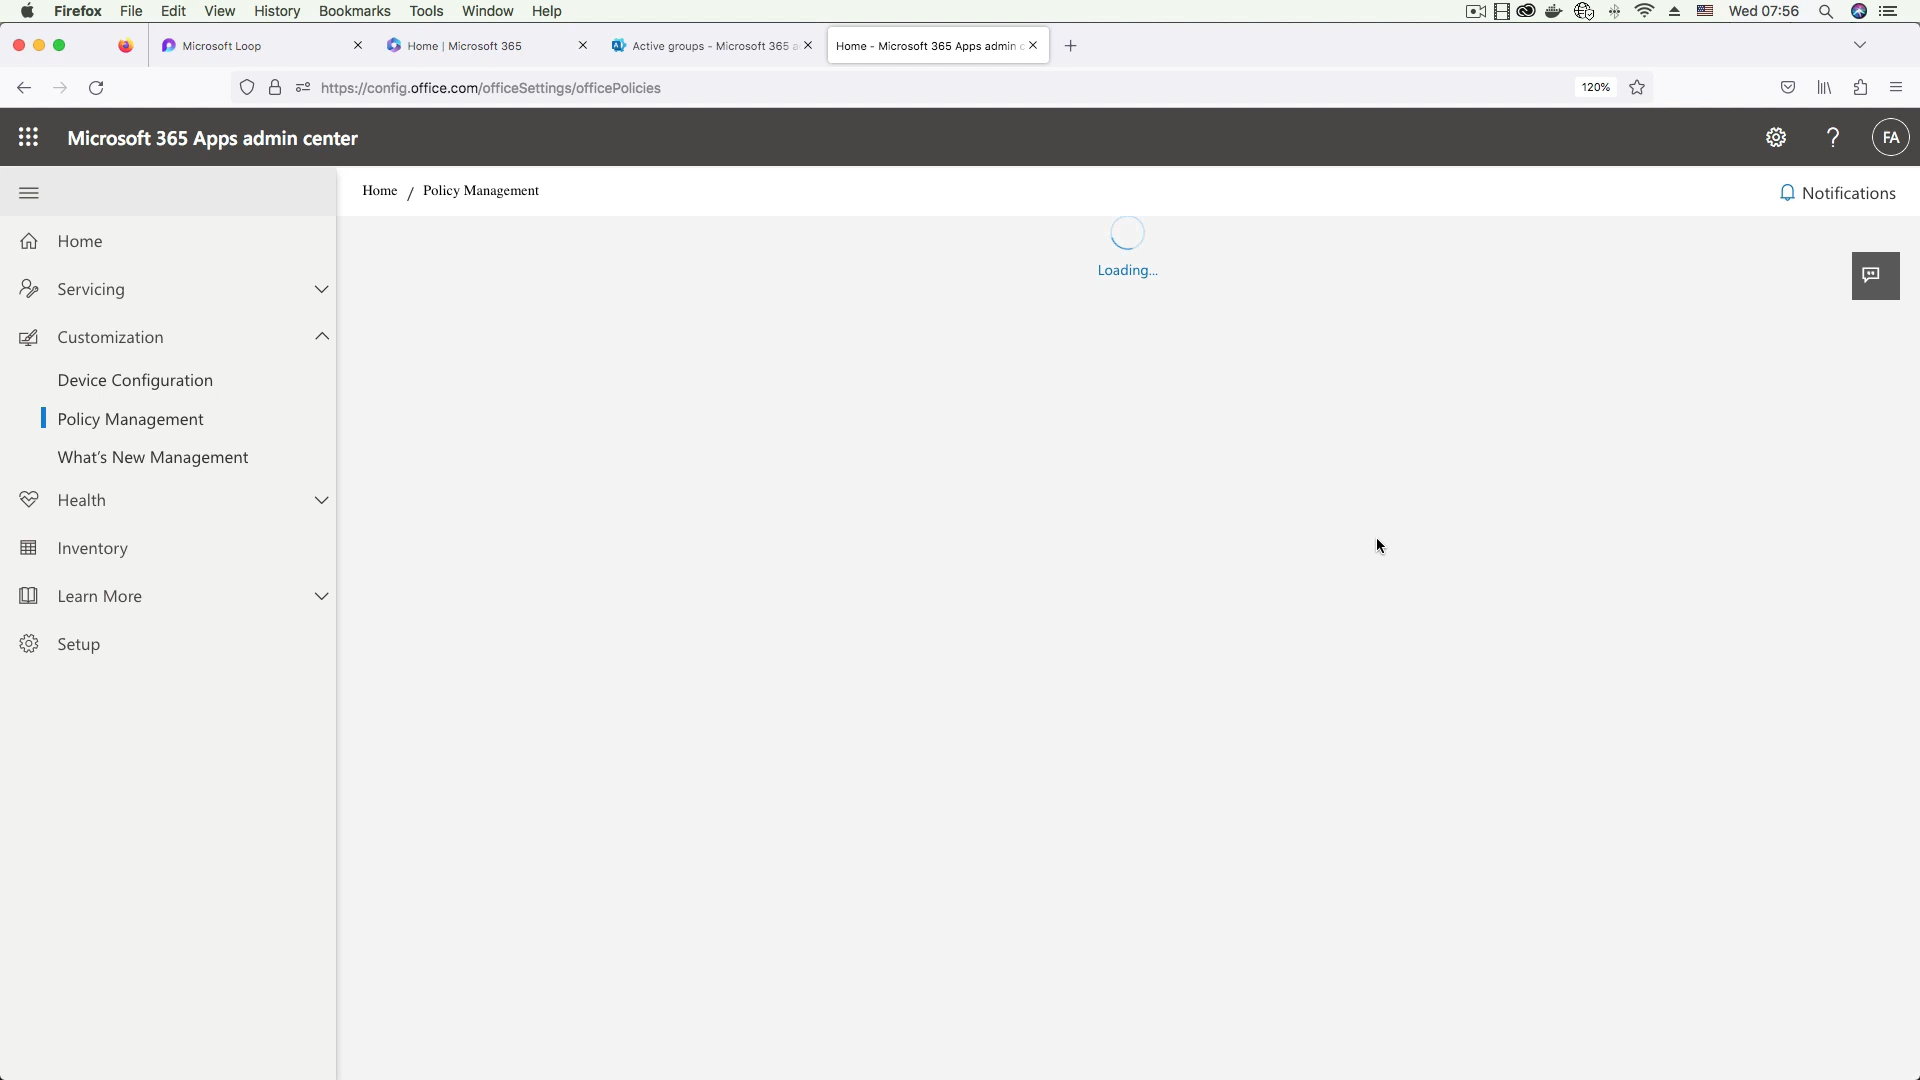 Firefox File Edit View History Bookmarks Tools Window Help Wed 07:56
Microsoft Loop
Home | Microsoft 365
Active groups - Microsoft 365 a
Home - Microsoft 365 Apps admin c
https://config.office.com/officeSettings/officePolicies
120%
Microsoft 365 Apps admin center
FA
Home / Policy Management
Notifications
Home
Servicing
Customization
Device Configuration
Policy Management
What's New Management
Health
Inventory
Learn More
Setup
Loading...